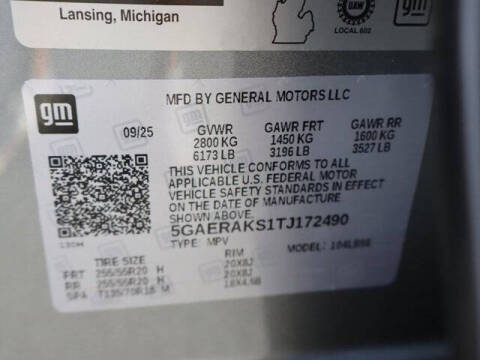 Lansing, Michigan
UAW
LOCAL 602
gm
gm
MFD BY GENERAL MOTORS LLC
09/25 GVWR GAWR FRT GAWR RR
2800 KG 1450 KG 1600 KG
6173 LB 3196 LB 3527 LB
THIS VEHICLE CONFORMS TO ALL
APPLICABLE U.S. FEDERAL MOTOR
VEHICLE SAFETY STANDARDS IN EFFECT
ON THE DATE OF MANUFACTURE
SHOWN ABOVE.
5GAERAKS1TJ172490
TYPE: MPV MODEL:
TIRE SIZE RIM
FRT 255/55R20 H 20X8J
RR 255/55R20 H 20X8J
SPA T135/70R18 M 18X4.5B